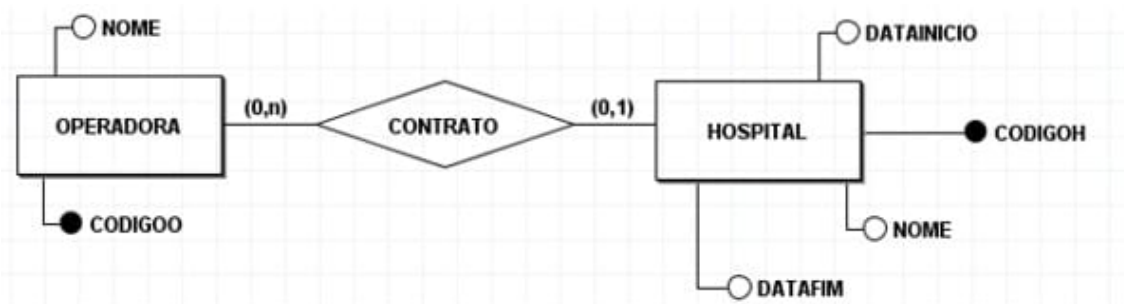 NOME
DATAINICIO
OPERADORA
(0,n)
CONTRATO
(0,1)
HOSPITAL
CODIGOH
CODIGOO
NOME
DATAFIM